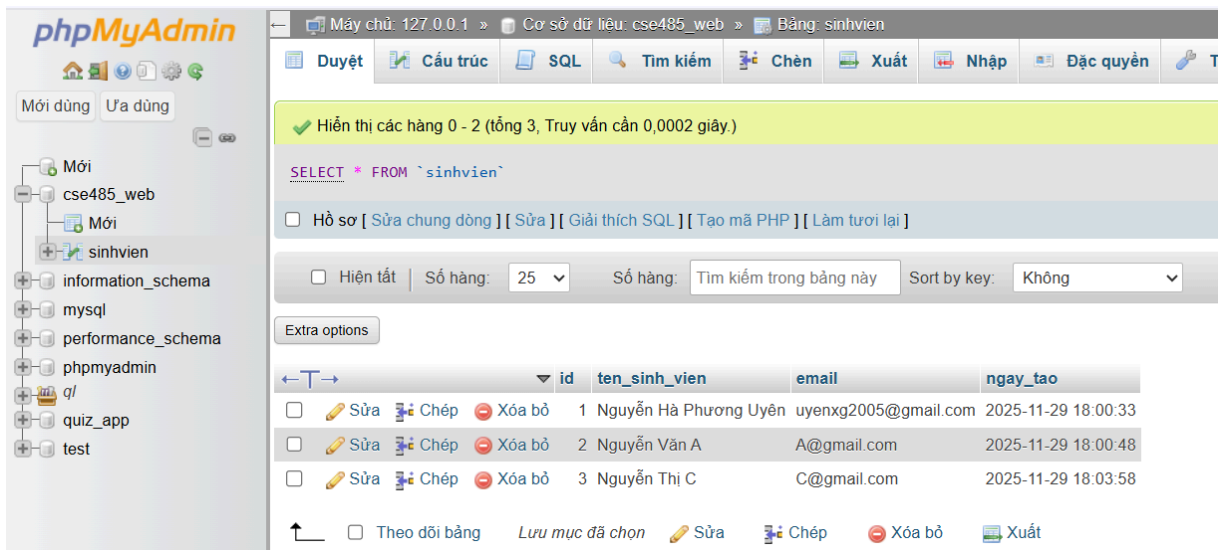 phpMyAdmin
Mới dùng Ưa dùng
Mới
cse485_web
Mới
sinhvien
information_schema
mysql
performance_schema
phpmyadmin
ql
quiz_app
test
← Máy chủ: 127.0.0.1 » Cơ sở dữ liệu: cse485_web » Bảng: sinhvien
Duyệt Cấu trúc SQL Tìm kiếm Chèn Xuất Nhập Đặc quyền T
Hiển thị các hàng 0 - 2 (tổng 3, Truy vấn cần 0,0002 giây.)
SELECT * FROM `sinhvien`
Hồ sơ [ Sửa chung dòng ] [ Sửa ] [ Giải thích SQL ] [ Tạo mã PHP ] [ Làm tươi lại ]
Hiện tất | Số hàng: 25 Số hàng: Tìm kiếm trong bảng này Sort by key: Không
Extra options
←T→ id ten_sinh_vien email ngay_tao
Sửa Chép Xóa bỏ 1 Nguyễn Hà Phương Uyên uyenxg2005@gmail.com 2025-11-29 18:00:33
Sửa Chép Xóa bỏ 2 Nguyễn Văn A A@gmail.com 2025-11-29 18:00:48
Sửa Chép Xóa bỏ 3 Nguyễn Thị C C@gmail.com 2025-11-29 18:03:58
Theo dõi bảng Lưu mục đã chọn Sửa Chép Xóa bỏ Xuất